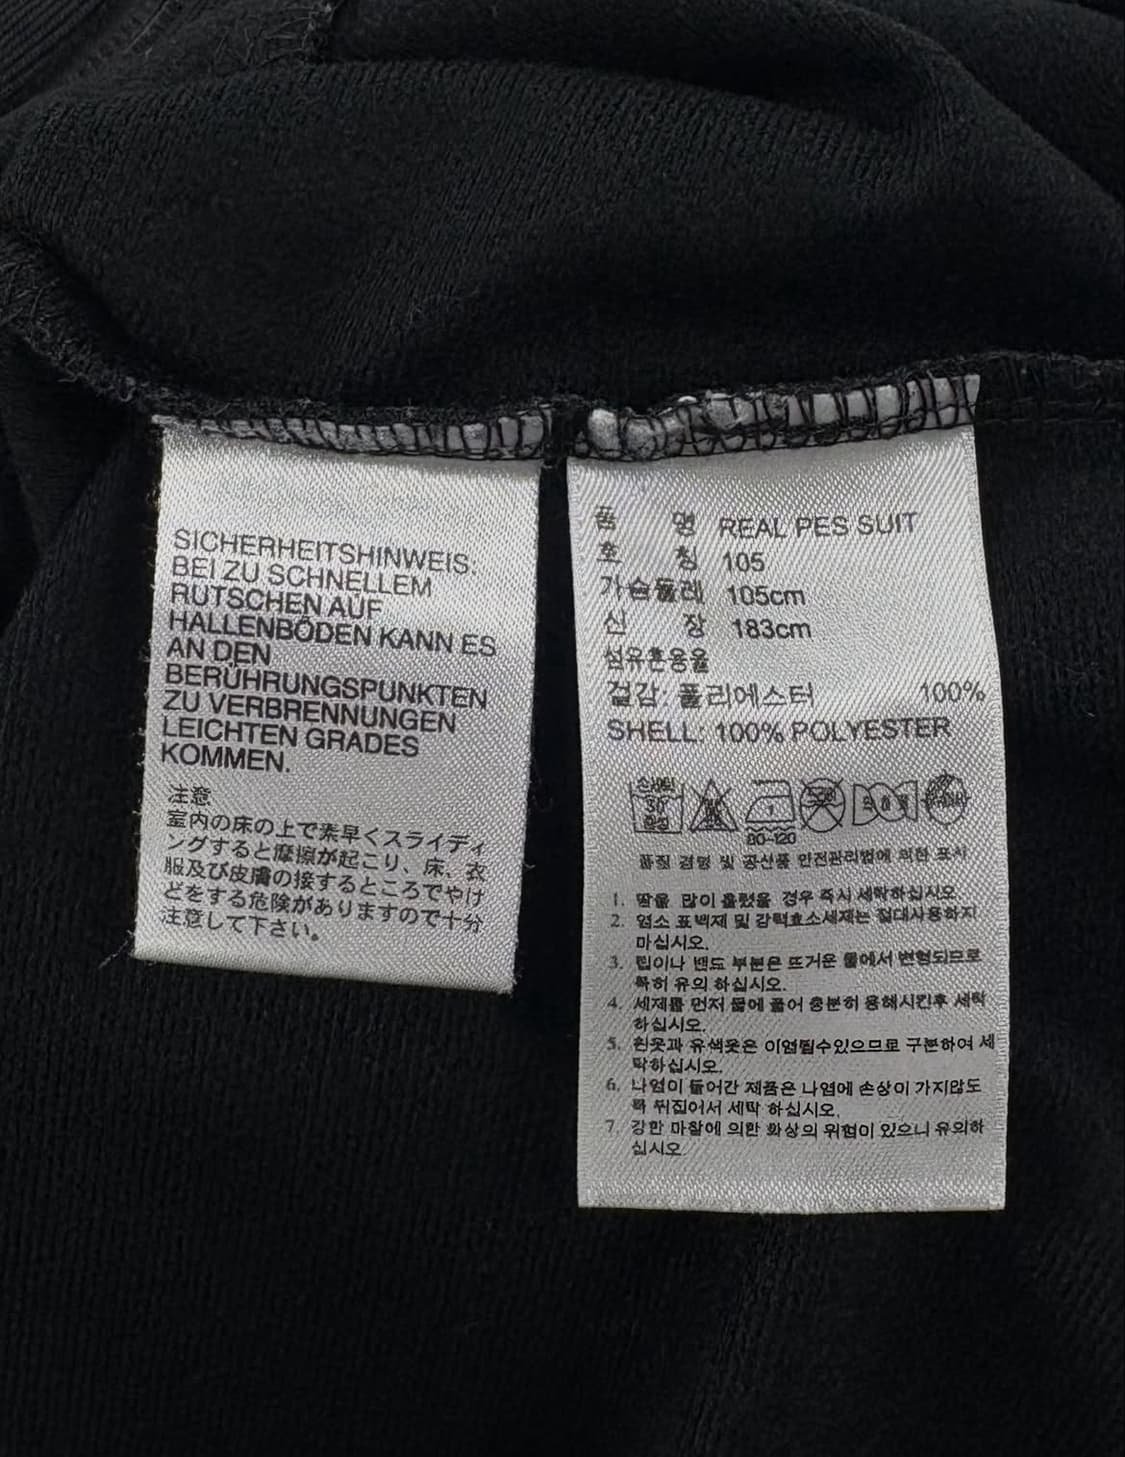 SICHERHEITSHINWEIS:
BEI ZU SCHNELLEM
RUTSCHEN AUF
HALLENBÖDEN KANN ES
AN DEN
BERÜHRUNGSPUNKTEN
ZU VERBRENNUNGEN
LEICHTEN GRADES
KOMMEN.
注意
室内の床の上で素早くスライディ
ングすると摩擦が起こり、床、衣
服及び皮膚の接するところでやけ
どをする危険がありますので十分
注意して下さい。
품 명 REAL PES SUIT
호 칭 105
가슴둘레 105cm
신 장 183cm
섬유혼용율
겉감: 폴리에스터 100%
SHELL: 100% POLYESTER
손세탁
30
중성
1
80-120
품질 경영 및 공산품 안전관리법에 의한 표시
1. 땀을 많이 흘렸을 경우 즉시 세탁하십시오
2. 염소 표백제 및 강력효소세제는 절대사용하지
마십시오.
3. 립이나 밴드 부분은 뜨거운 물에서 변형되므로
특히 유의 하십시오.
4. 세제를 먼저 물에 풀어 충분히 용해시킨후 세탁
하십시오.
5. 흰옷과 유색옷은 이염될수있으므로 구분하여 세
탁하십시오.
6. 나염이 들어간 제품은 나염에 손상이 가지않도
록 뒤집어서 세탁 하십시오.
7. 강한 마찰에 의한 화상의 위험이 있으니 유의하
십시오